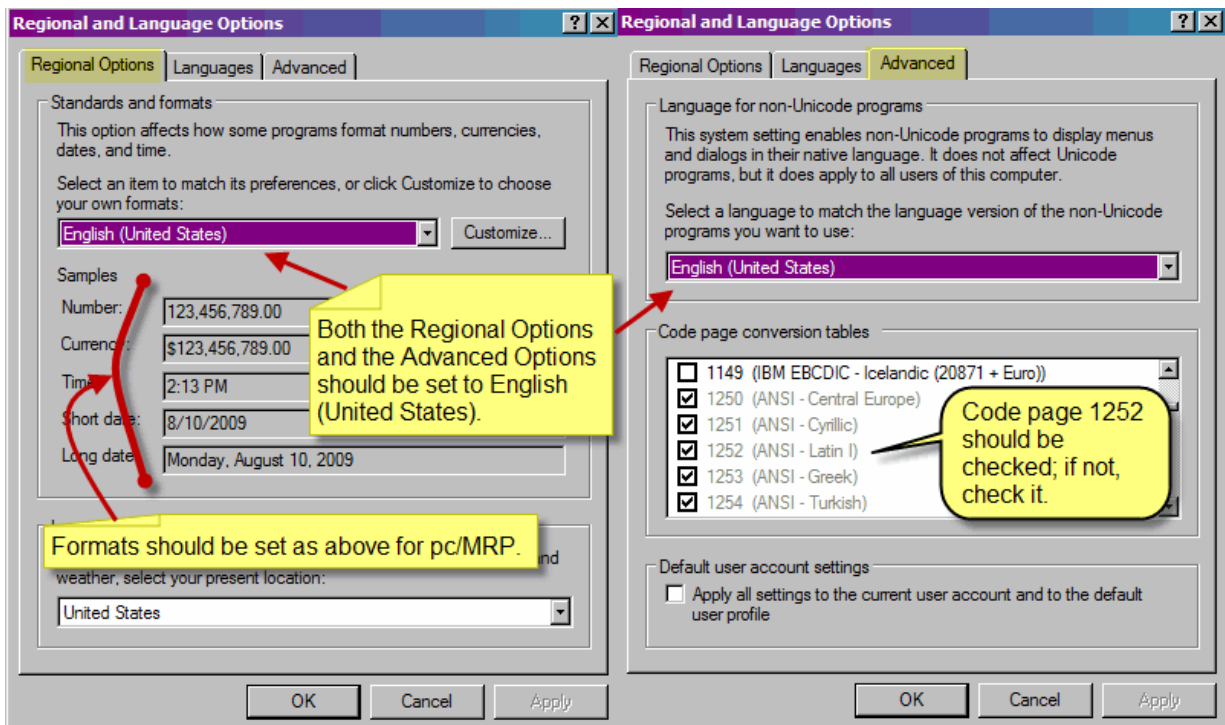 Regional and Language Options
Regional Options Languages Advanced
Standards and formats
This option affects how some programs format numbers, currencies,
dates, and time.
Select an item to match its preferences, or click Customize to choose
your own formats:
English (United States)
Customize...
Samples
Number:
123,456,789.00
Currency:
$123,456,789.00
Time
2:13 PM
Short date:
8/10/2009
Long date
Monday, August 10, 2009
Both the Regional Options
and the Advanced Options
should be set to English
(United States).
Formats should be set as above for pc/MRP.
and
weather, select your present location:
United States
OK Cancel Apply
Regional and Language Options
Regional Options Languages Advanced
Language for non-Unicode programs
This system setting enables non-Unicode programs to display menus
and dialogs in their native language. It does not affect Unicode
programs, but it does apply to all users of this computer.
Select a language to match the language version of the non-Unicode
programs you want to use:
English (United States)
Code page conversion tables
1149 (IBM EBCDIC - Icelandic (20871 + Euro))
1250 (ANSI - Central Europe)
1251 (ANSI - Cyrillic)
1252 (ANSI - Latin I)
1253 (ANSI - Greek)
1254 (ANSI - Turkish)
Code page 1252
should be
checked; if not,
check it.
Default user account settings
Apply all settings to the current user account and to the default
user profile
OK Cancel Apply